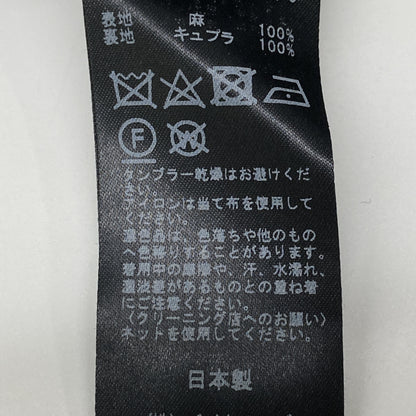 表地 麻 100%
裏地 キュプラ 100%
F W
タンブラー乾燥はお避けくだ
さい。
アイロンは当て布を使用して
ください。
濃色品は、色落ちや他のもの
へ色移りすることがあります。
着用中の摩擦や、汗、水濡れ、
濃淡差があるものとの重ね着
にご注意ください。
〈クリーニング店へのお願い〉
ネットを使用してください。
日本製